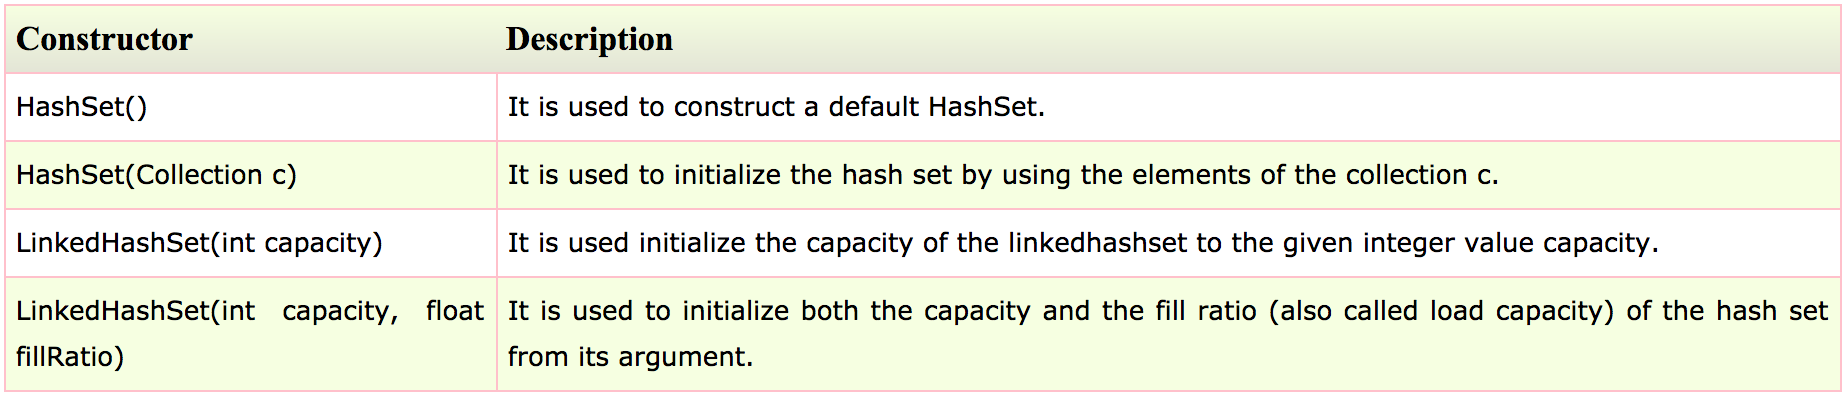 Constructor Description
HashSet() It is used to construct a default HashSet.
HashSet(Collection c) It is used to initialize the hash set by using the elements of the collection c.
LinkedHashSet(int capacity) It is used initialize the capacity of the linkedhashset to the given integer value capacity.
LinkedHashSet(int capacity, float It is used to initialize both the capacity and the fill ratio (also called load capacity) of the hash set
fillRatio) from its argument.